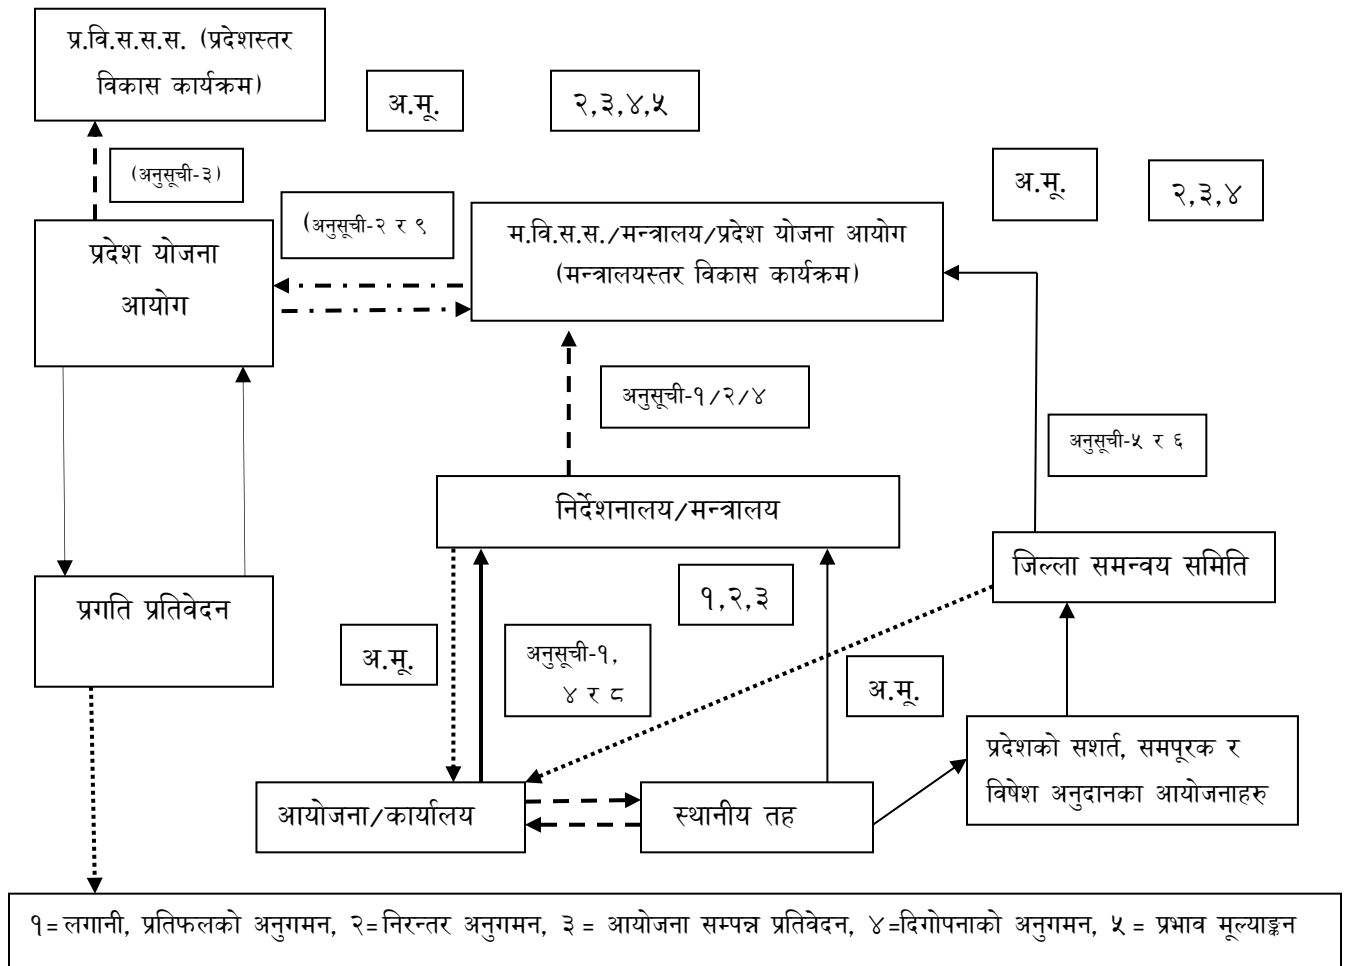 प्र.वि.स.स.स. (प्रदेशस्तर
विकास कार्यक्रम)
अ.मू.
२,३,४,५
(अनुसूची-३)
अ.मू.
२,३,४
(अनुसूची-२ र ९
म.वि.स.स./मन्त्रालय/प्रदेश योजना आयोग
(मन्त्रालयस्तर विकास कार्यक्रम)
प्रदेश योजना
आयोग
अनुसूची-१/२/४
अनुसूची-५ र ६
निर्देशनालय/मन्त्रालय
जिल्ला समन्वय समिति
प्रगति प्रतिवेदन
१,२,३
अ.मू.
अनुसूची-१,
४ र ८
अ.मू.
प्रदेशको सशर्त, समपूरक र
विषेश अनुदानका आयोजनाहरु
आयोजना/कार्यालय
स्थानीय तह
१=लगानी, प्रतिफलको अनुगमन, २=निरन्तर अनुगमन, ३ = आयोजना सम्पन्न प्रतिवेदन, ४=दिगोपनाको अनुगमन, ५ = प्रभाव मूल्याङ्कन